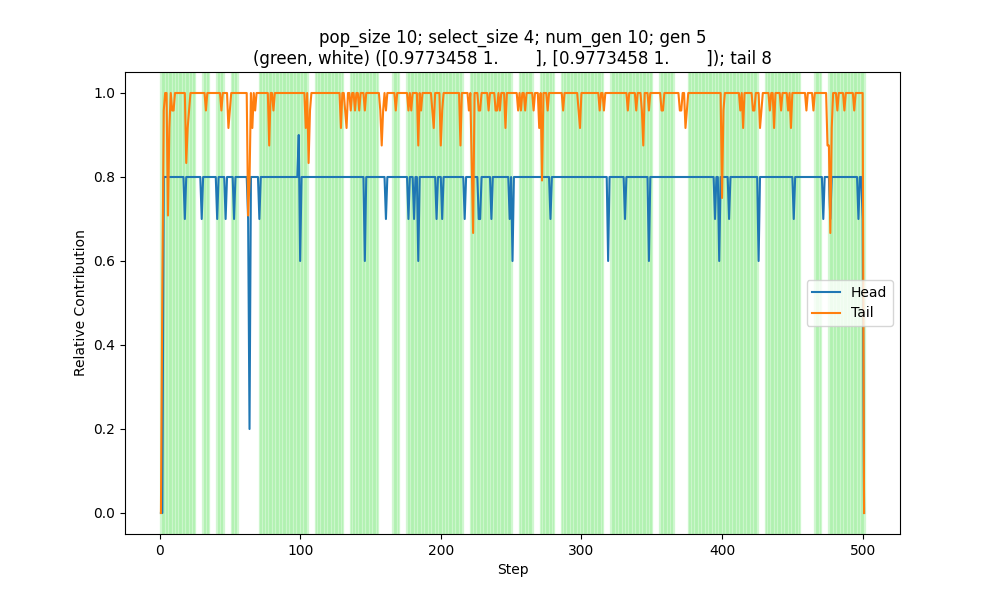 pop_size 10; select_size 4; num_gen 10; gen 5
(green, white) ([0.9773458 1.        ], [0.9773458 1.        ]); tail 8
Relative Contribution
1.0
0.8
0.6
0.4
0.2
0.0
Head
Tail
0 100 200 300 400 500
Step